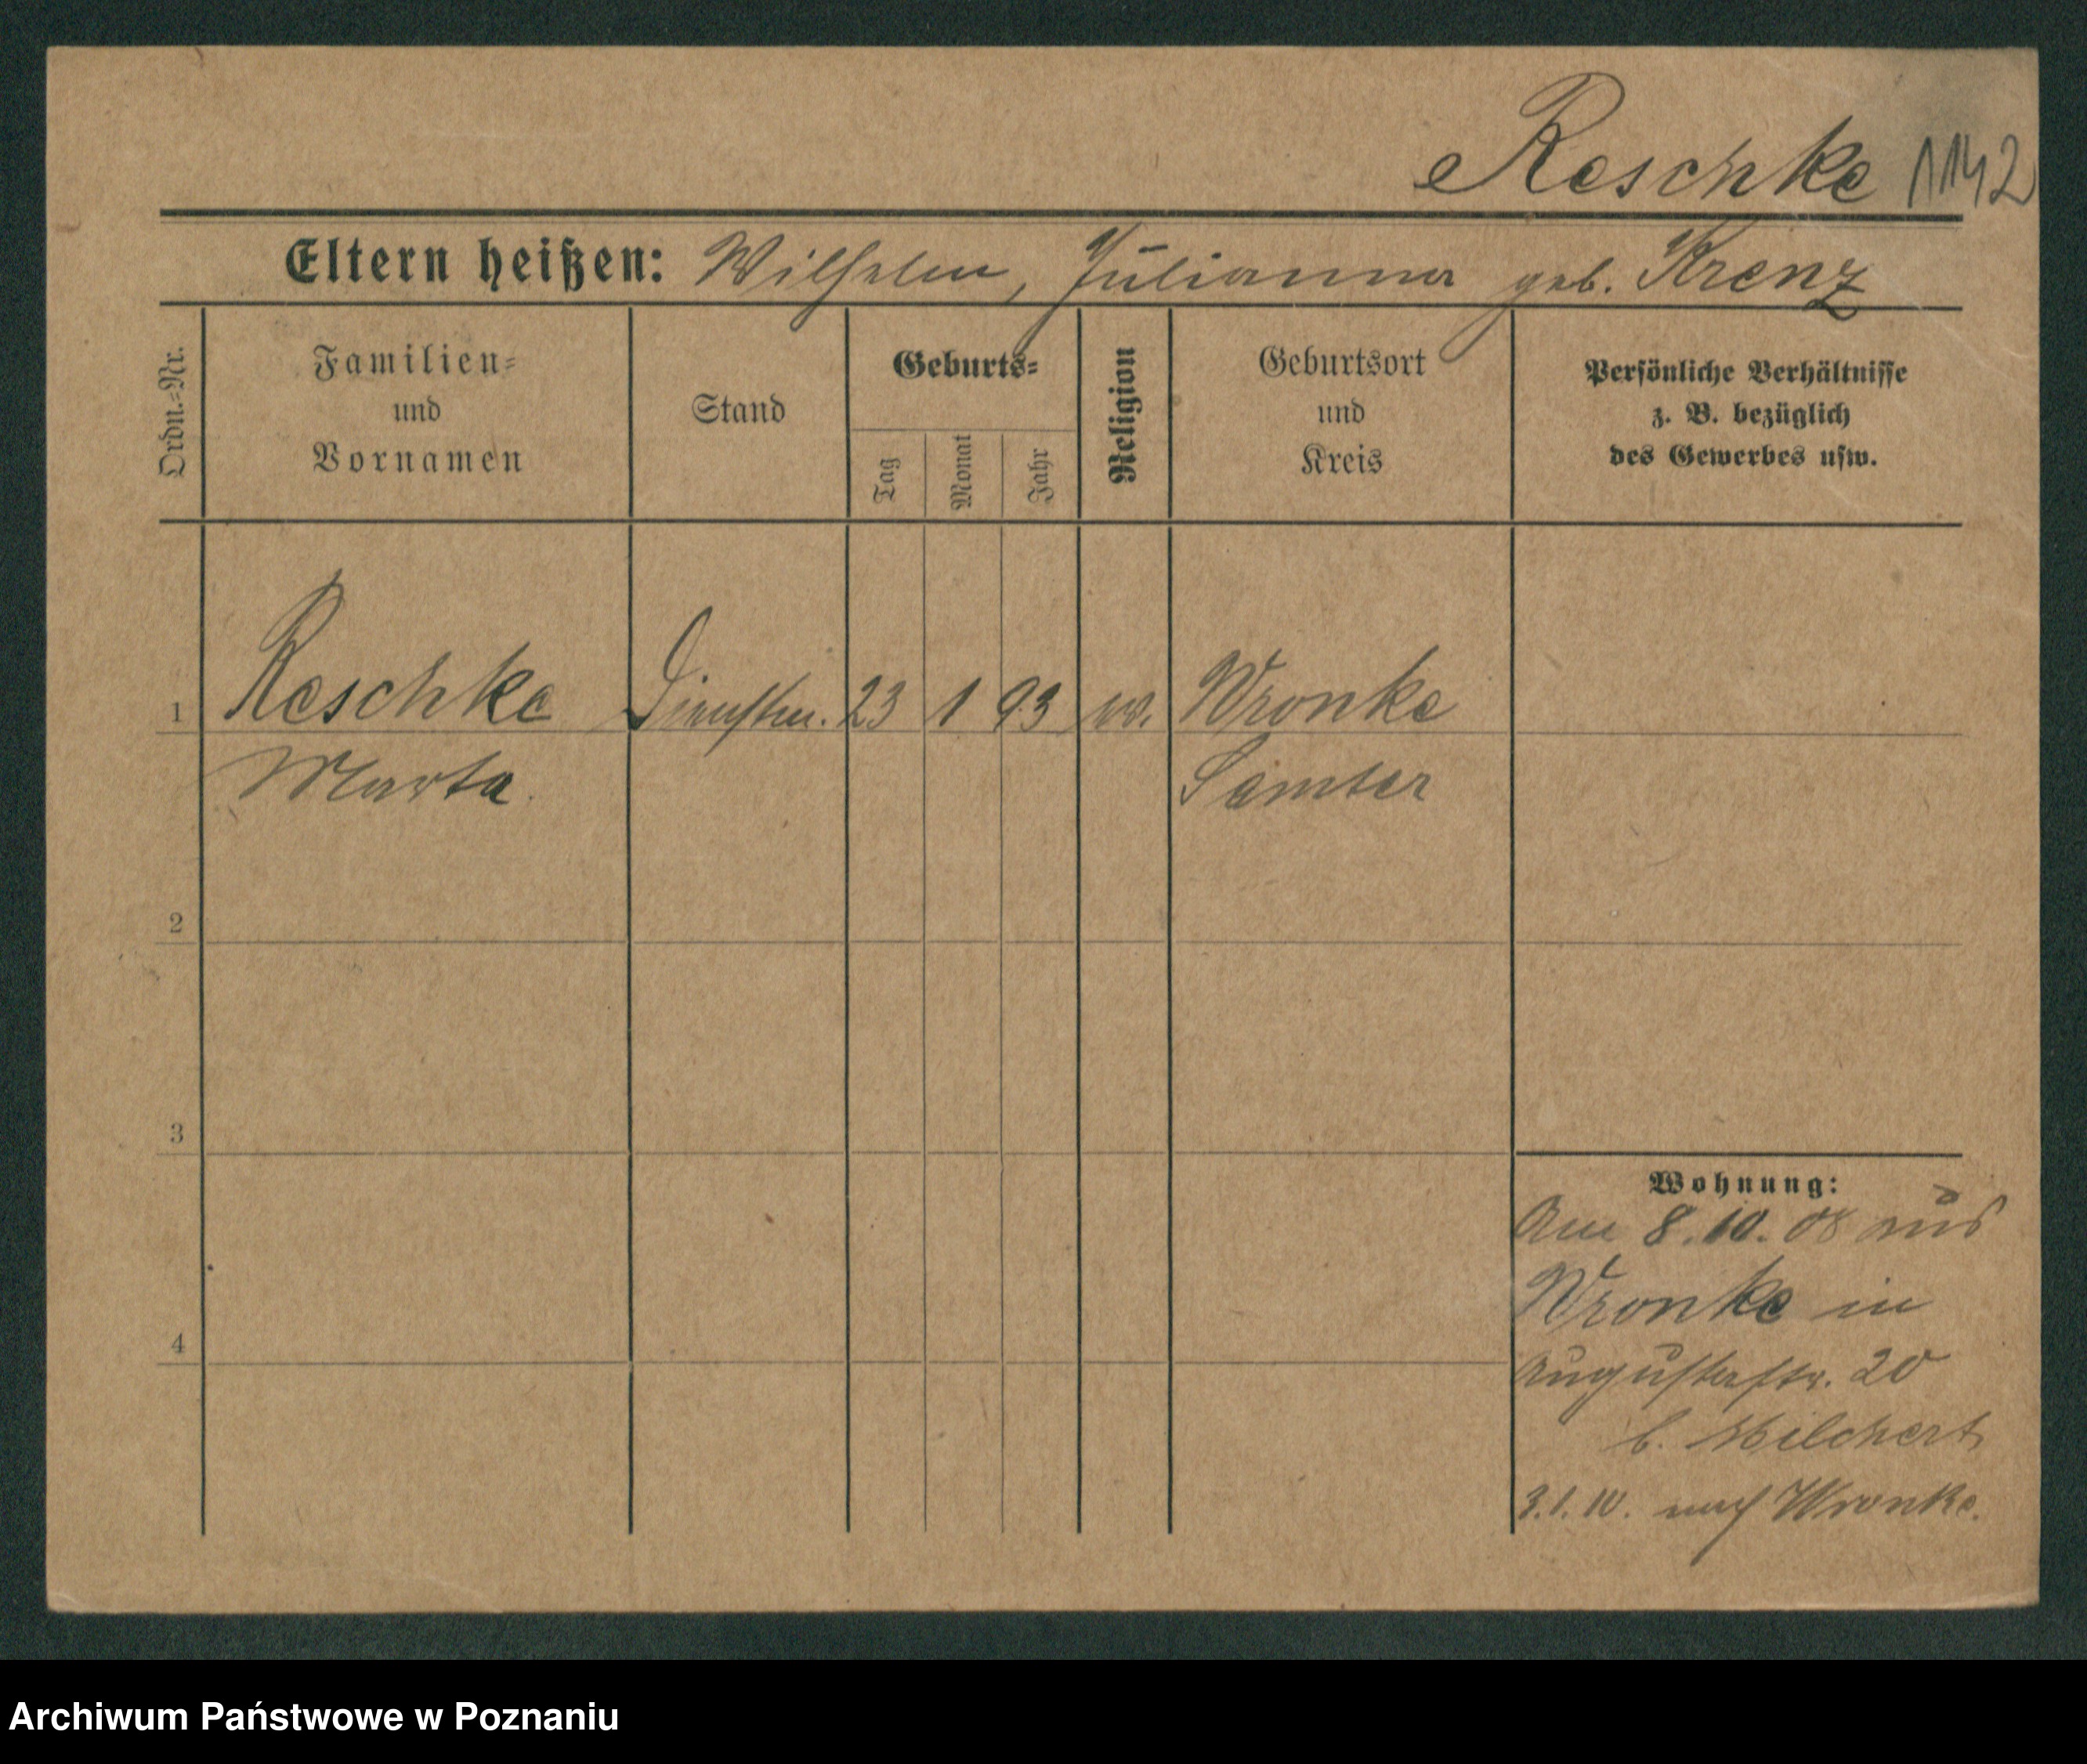 Reschke 1142
Eltern heißen: Wilhelm, Julianna geb. Krenz
Ordn.-Nr.
Familien-
und
Vornamen
Stand
Geburts-
Tag
Monat
Jahr
Religion
Geburtsort
und
Kreis
Persönliche Verhältnisse
z. B. bezüglich
des Gewerbes usw.
1 Reschke Dienstm. 23 1 93 ev. Wronke
Marta. Samter
2
3
4
Wohnung:
Am 8.10.08 aus
Wronke in
Augustastr. 20
b. Hilchert
3.1.10. nach Wronke.
Archiwum Państwowe w Poznaniu